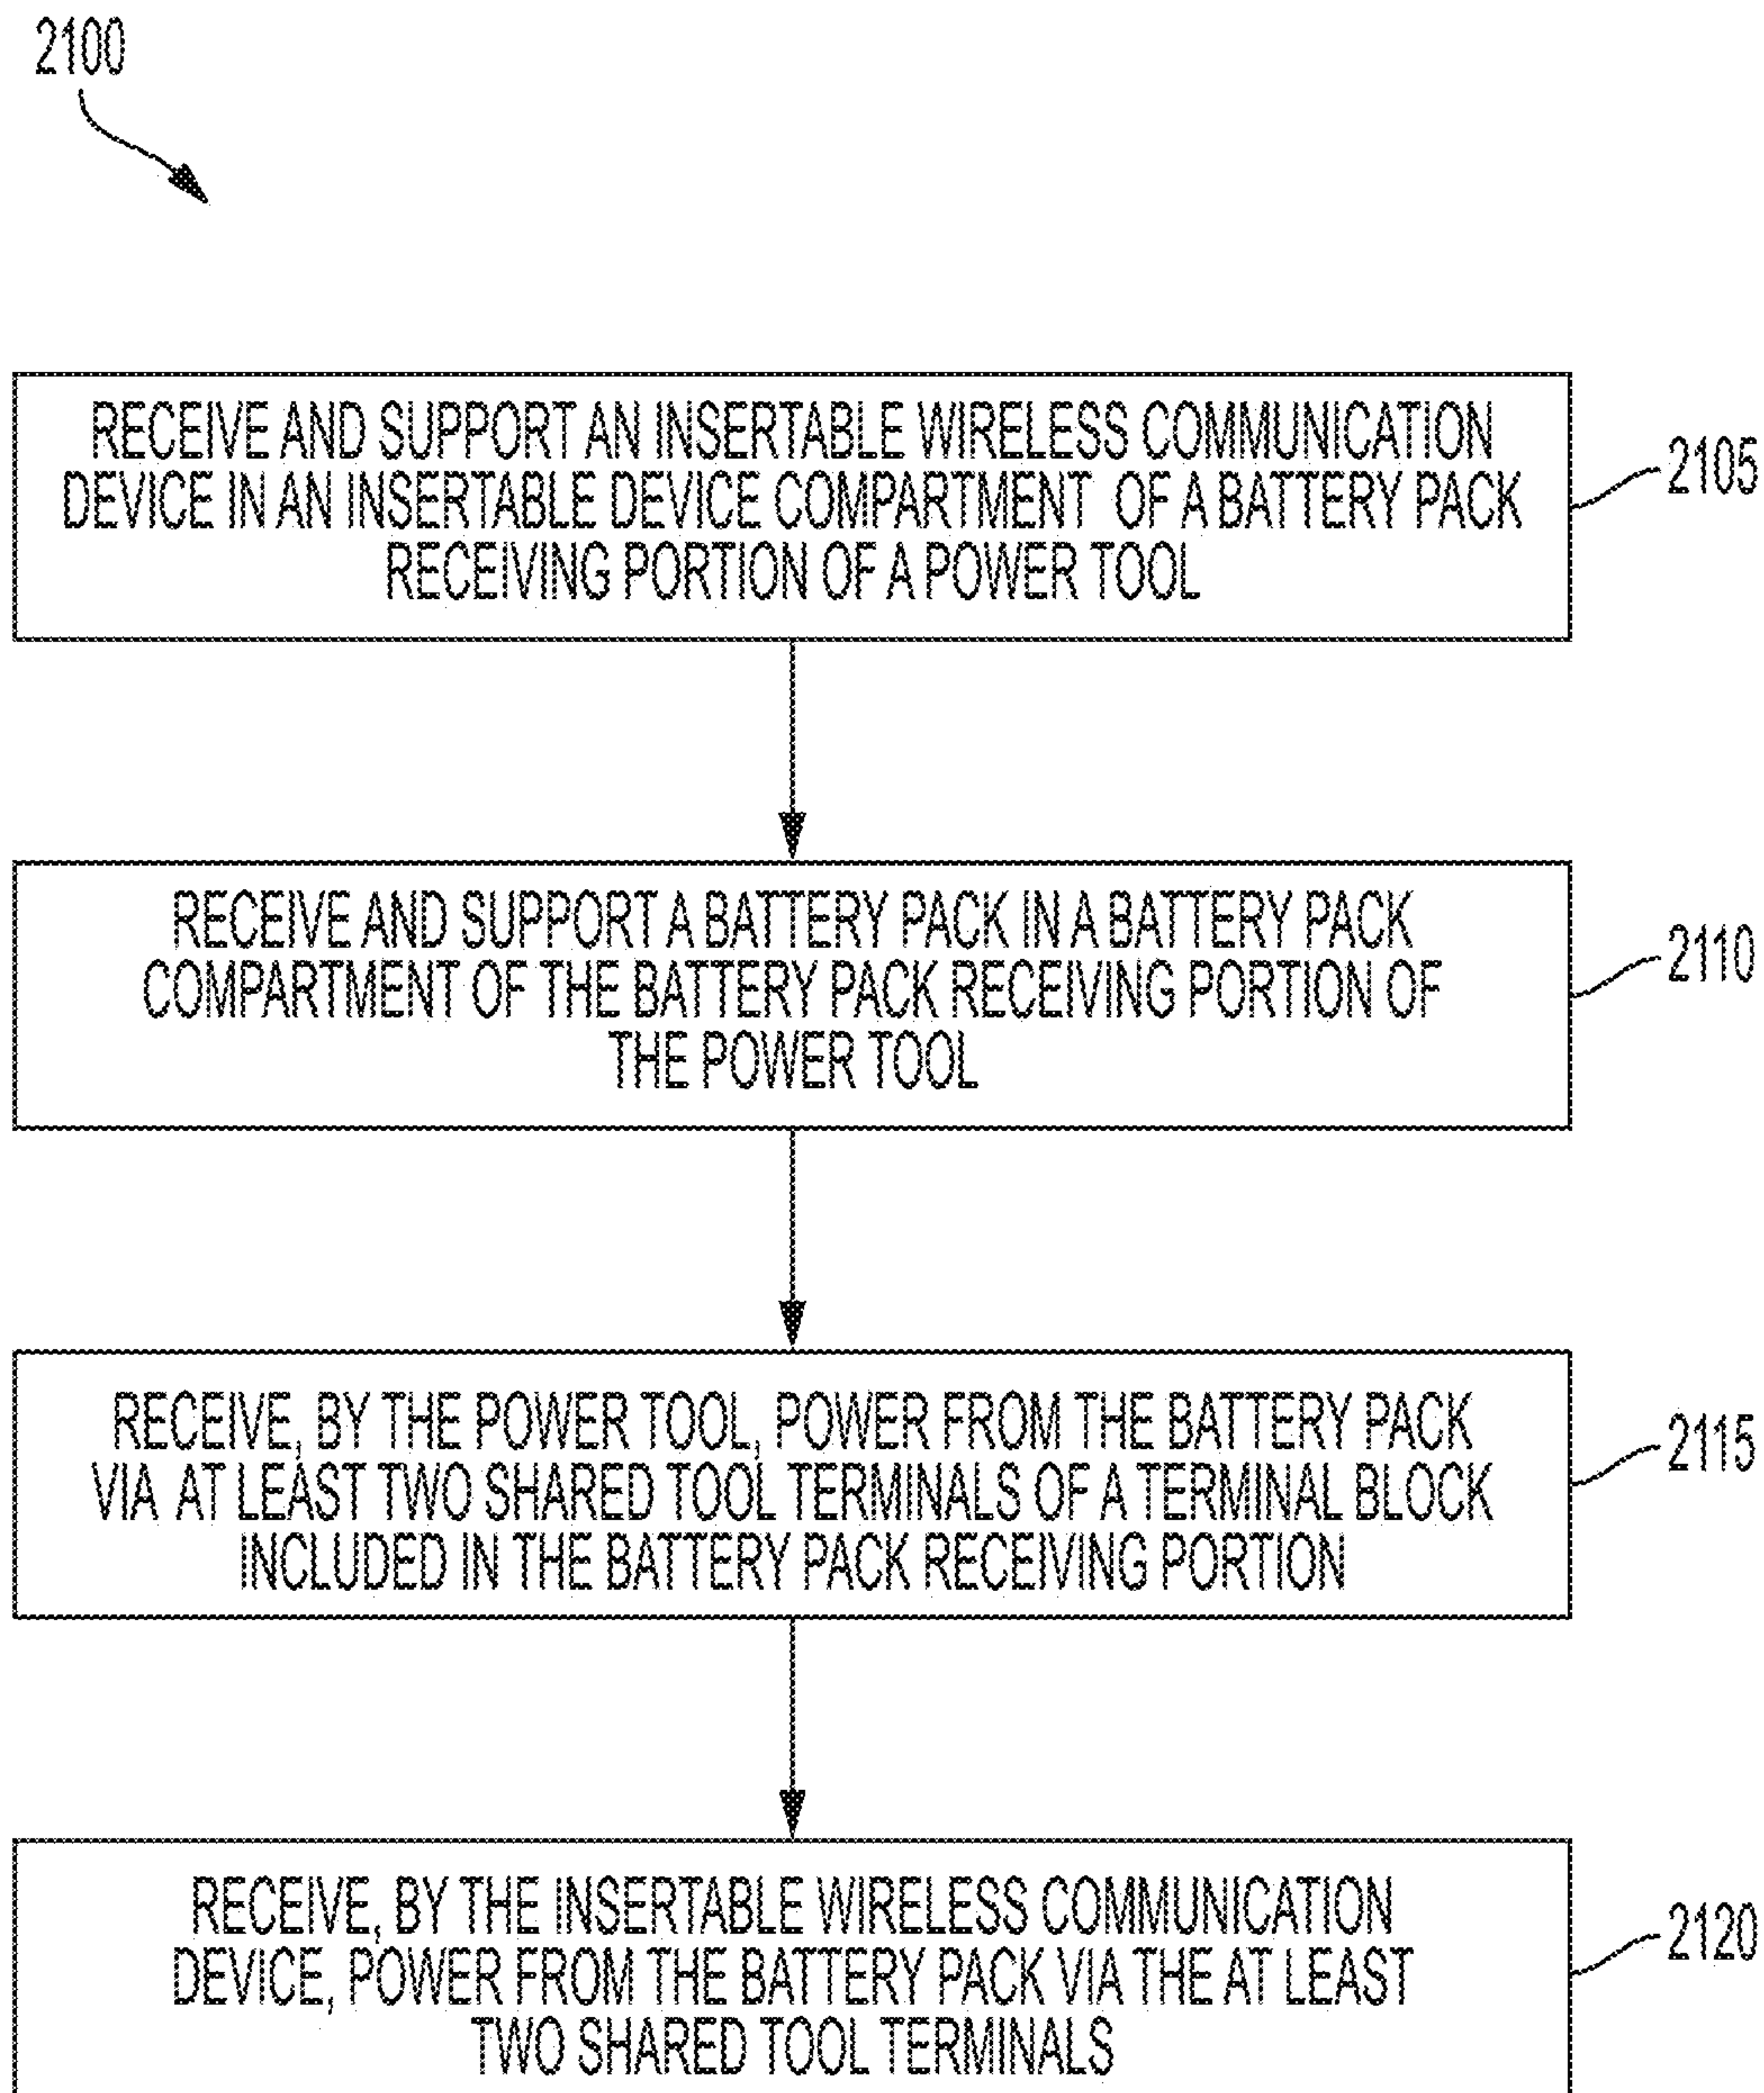 2100
RECEIVE AND SUPPORT AN INSERTABLE WIRELESS COMMUNICATION
DEVICE IN AN INSERTABLE DEVICE COMPARTMENT OF A BATTERY PACK
RECEIVING PORTION OF A POWER TOOL
2105
RECEIVE AND SUPPORT A BATTERY PACK IN A BATTERY PACK
COMPARTMENT OF THE BATTERY PACK RECEIVING PORTION OF
THE POWER TOOL
2110
RECEIVE, BY THE POWER TOOL, POWER FROM THE BATTERY PACK
VIA AT LEAST TWO SHARED TOOL TERMINALS OF A TERMINAL BLOCK
INCLUDED IN THE BATTERY PACK RECEIVING PORTION
2115
RECEIVE, BY THE INSERTABLE WIRELESS COMMUNICATION
DEVICE, POWER FROM THE BATTERY PACK VIA THE AT LEAST
TWO SHARED TOOL TERMINALS
2120